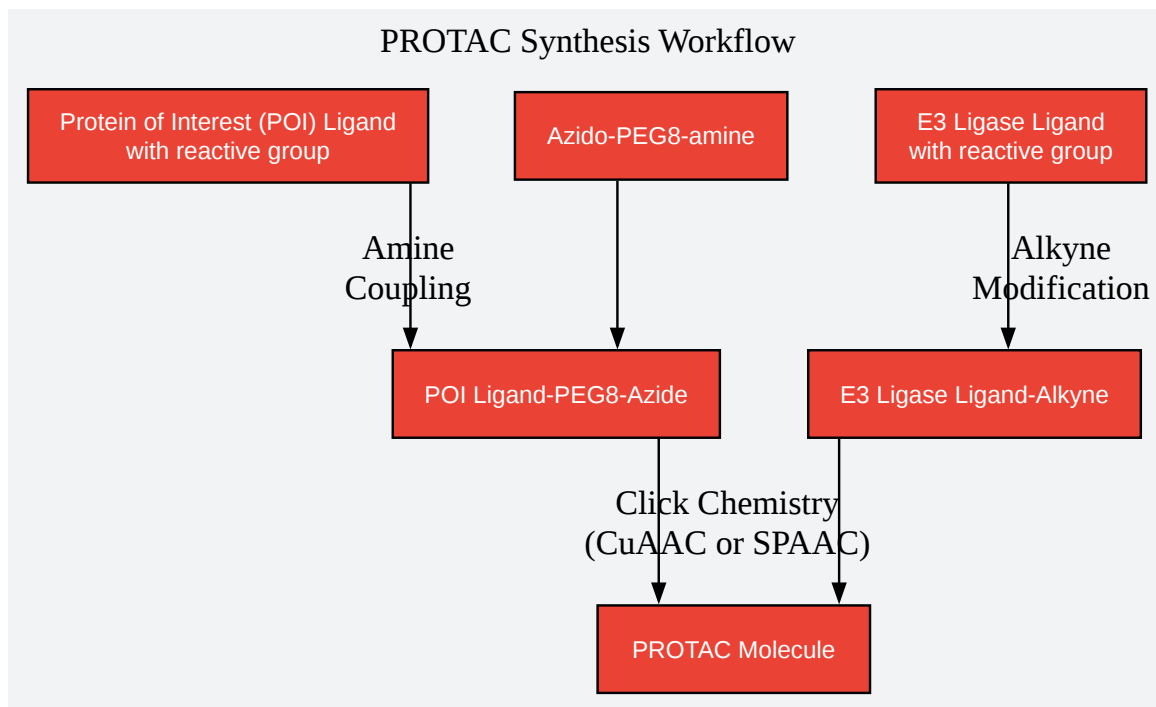 PROTAC Synthesis Workflow
Protein of Interest (POI) Ligand
with reactive group
Azido-PEG8-amine
E3 Ligase Ligand
with reactive group
Amine
Coupling
Alkyne
Modification
POI Ligand-PEG8-Azide
E3 Ligase Ligand-Alkyne
Click Chemistry
(CuAAC or SPAAC)
PROTAC Molecule